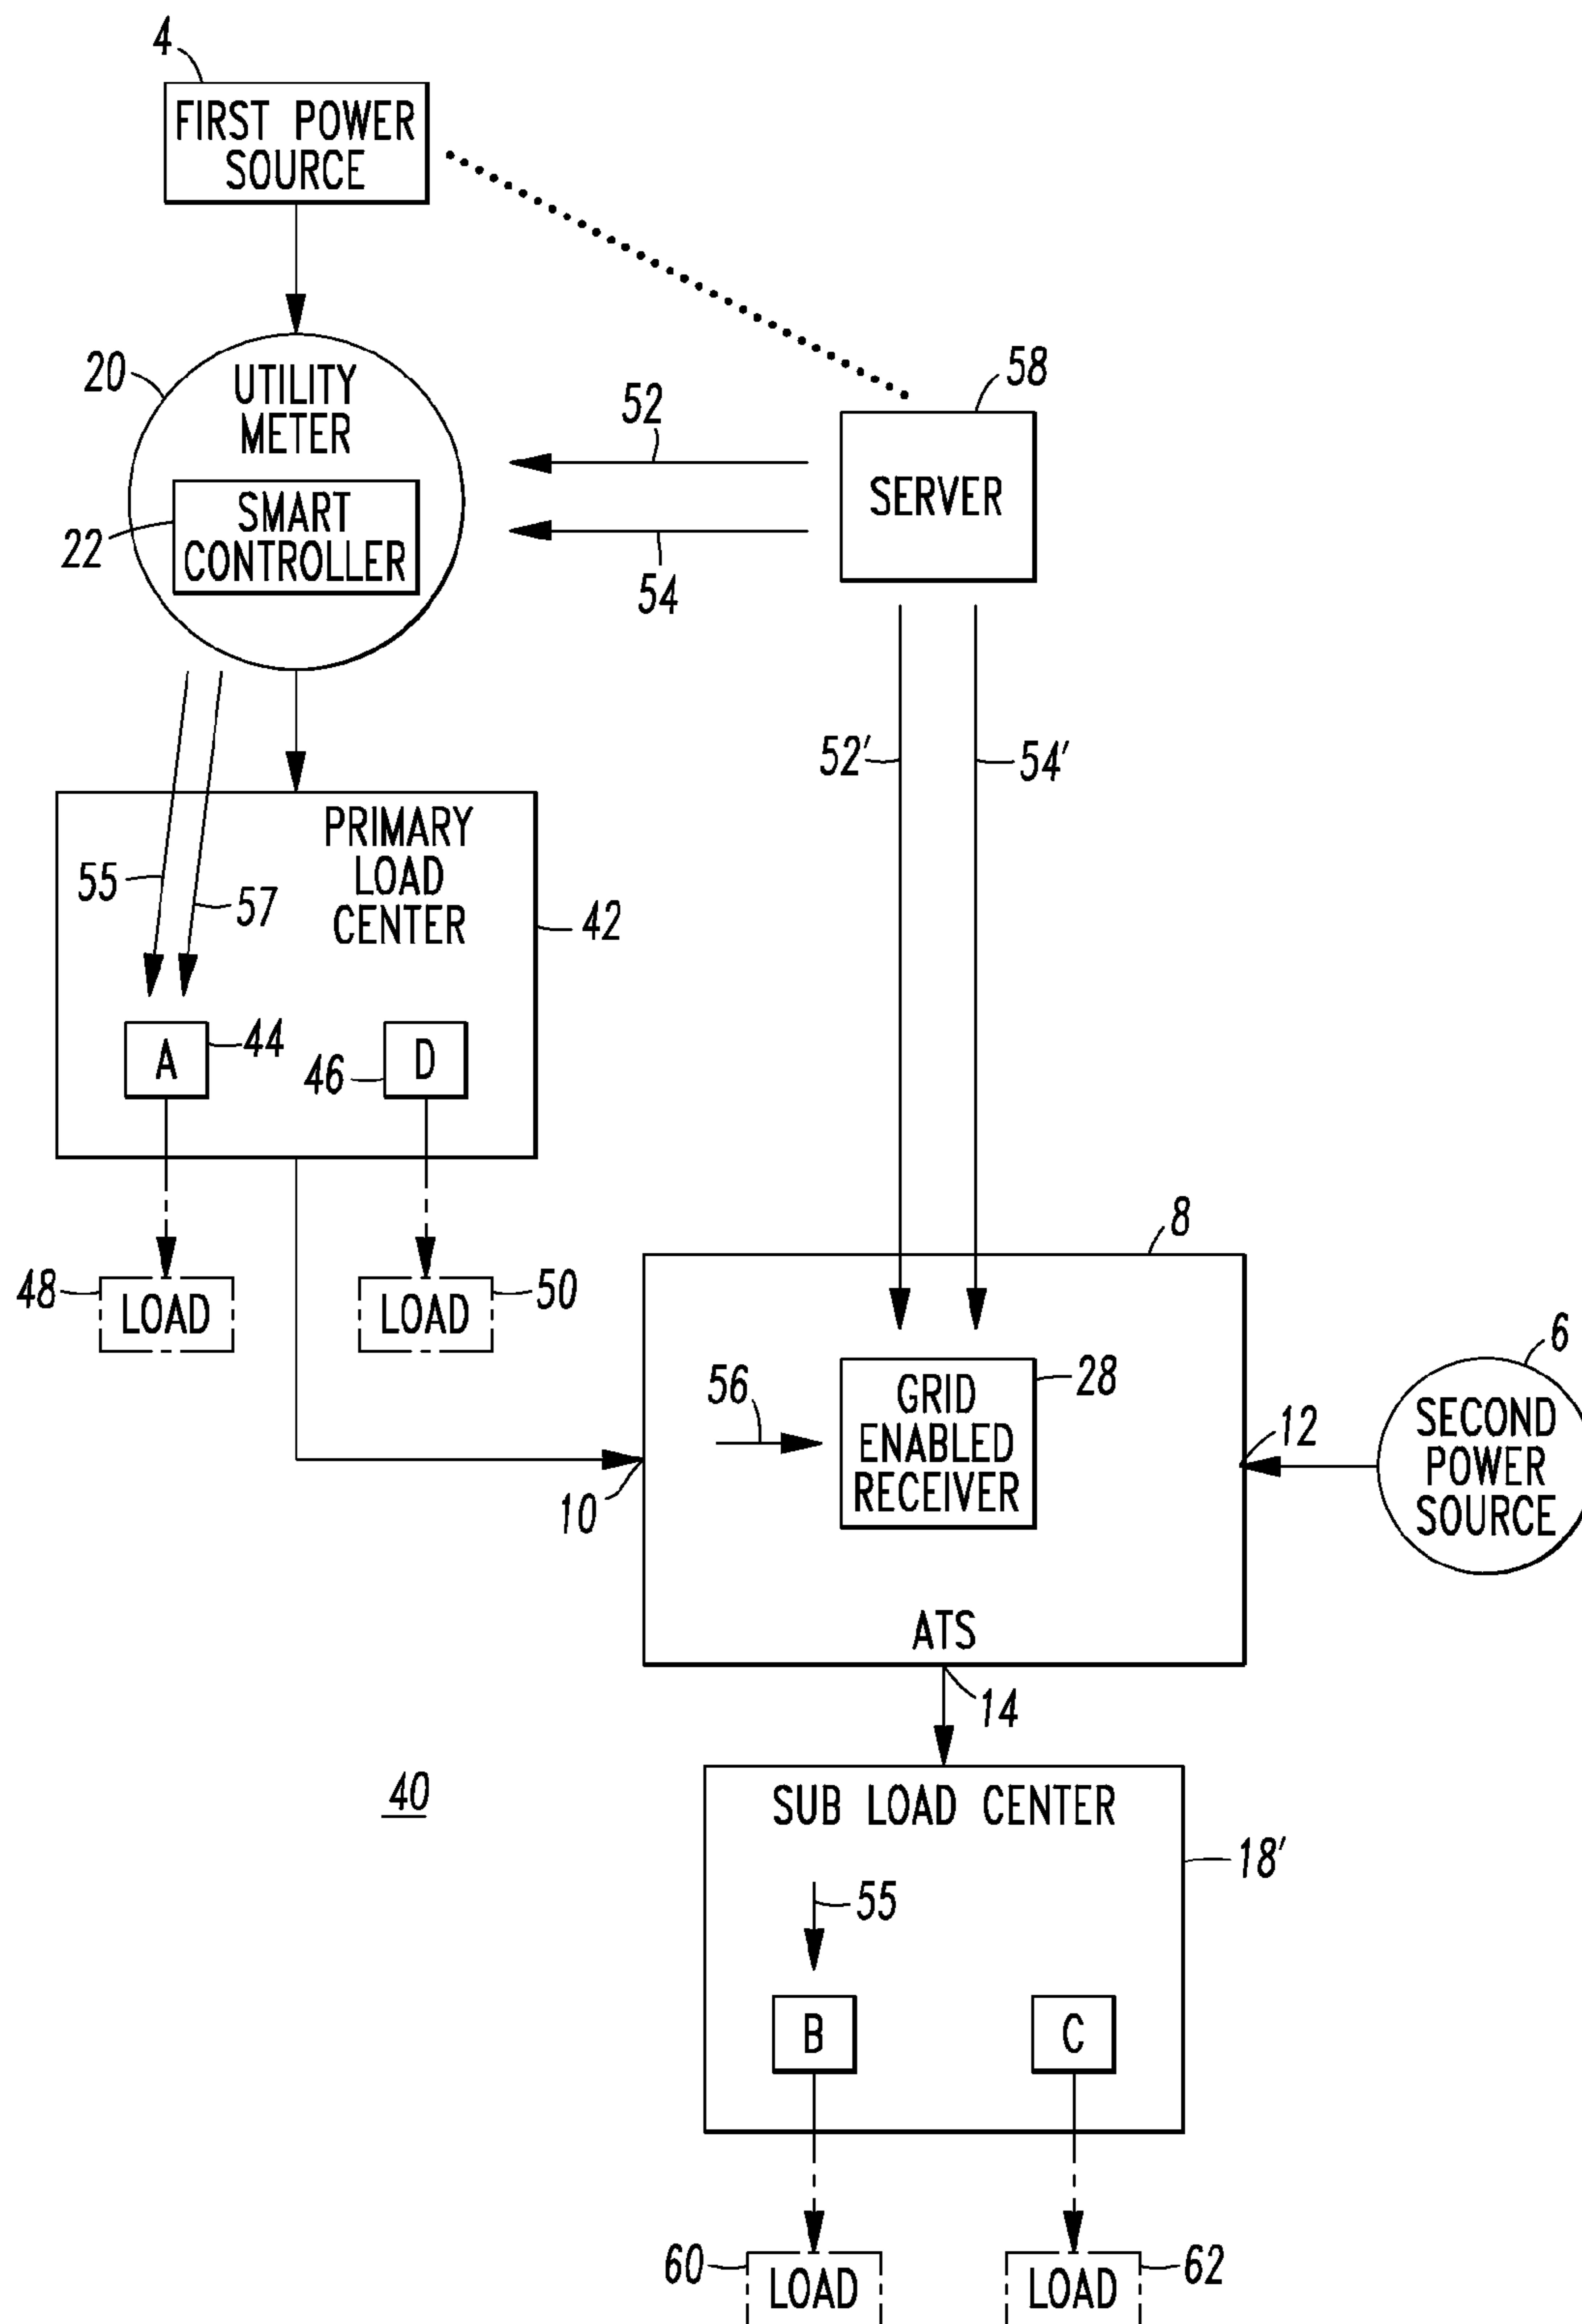 4
FIRST POWER
SOURCE
20
UTILITY
METER
52
58
SMART
CONTROLLER
22
SERVER
54
52'
54'
PRIMARY
LOAD
CENTER
55
57
42
A
44
46
D
8
48
LOAD
LOAD
50
6
56
GRID
ENABLED
RECEIVER
28
12
SECOND
POWER
SOURCE
10
ATS
14
40
SUB LOAD CENTER
18'
55
B
C
60
LOAD
LOAD
62